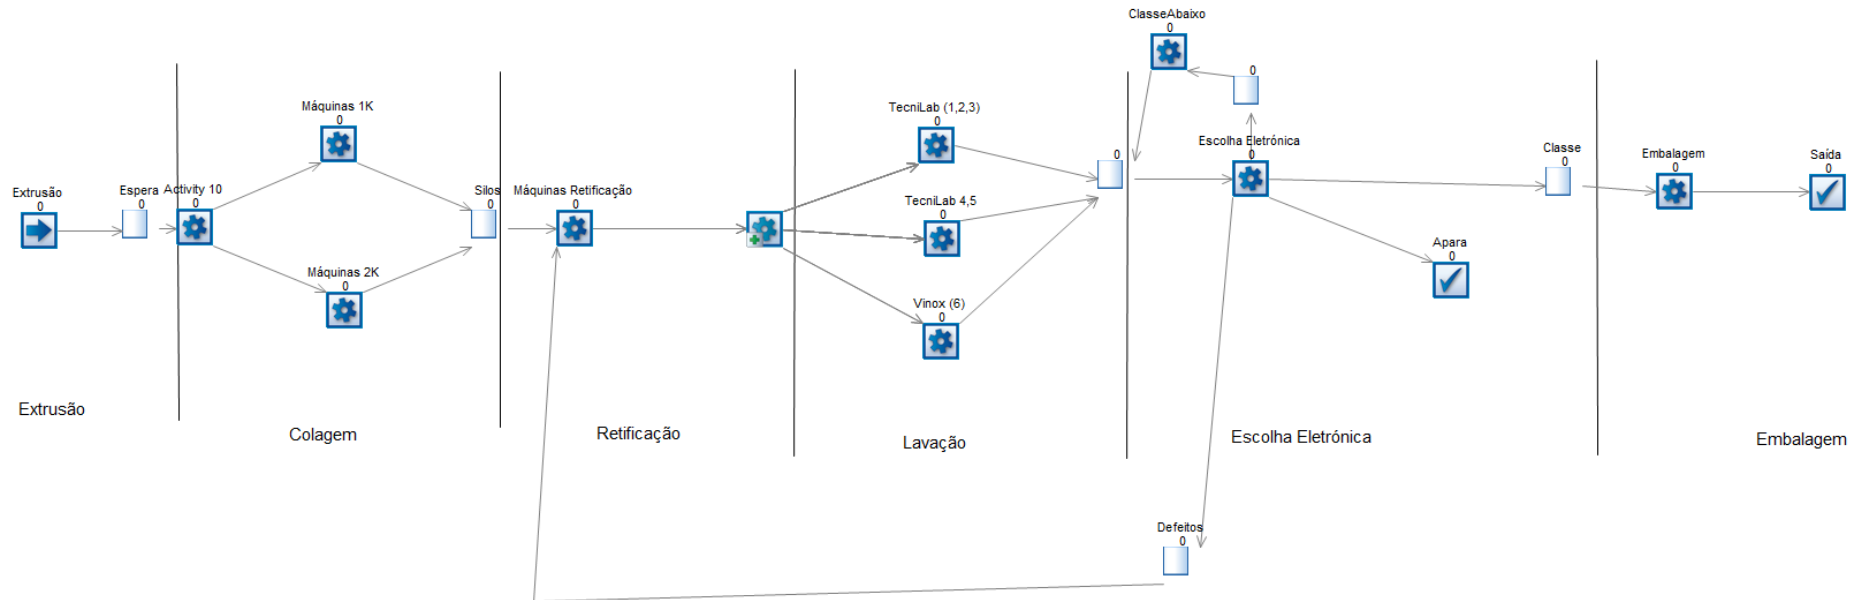 ClasseAbaixo
0
0
Máquinas 1K
0
TecniLab (1,2,3)
0
Escolha Eletrónica
0
0
Classe
0
Embalagem
0
Saída
0
Extrusão
0
Espera
0
Activity 10
0
Silos
0
Máquinas Retificação
0
TecniLab 4,5
0
Apara
0
Máquinas 2K
0
Vinox (6)
0
Extrusão
Colagem
Retificação
Lavação
Escolha Eletrónica
Embalagem
Defeitos
0